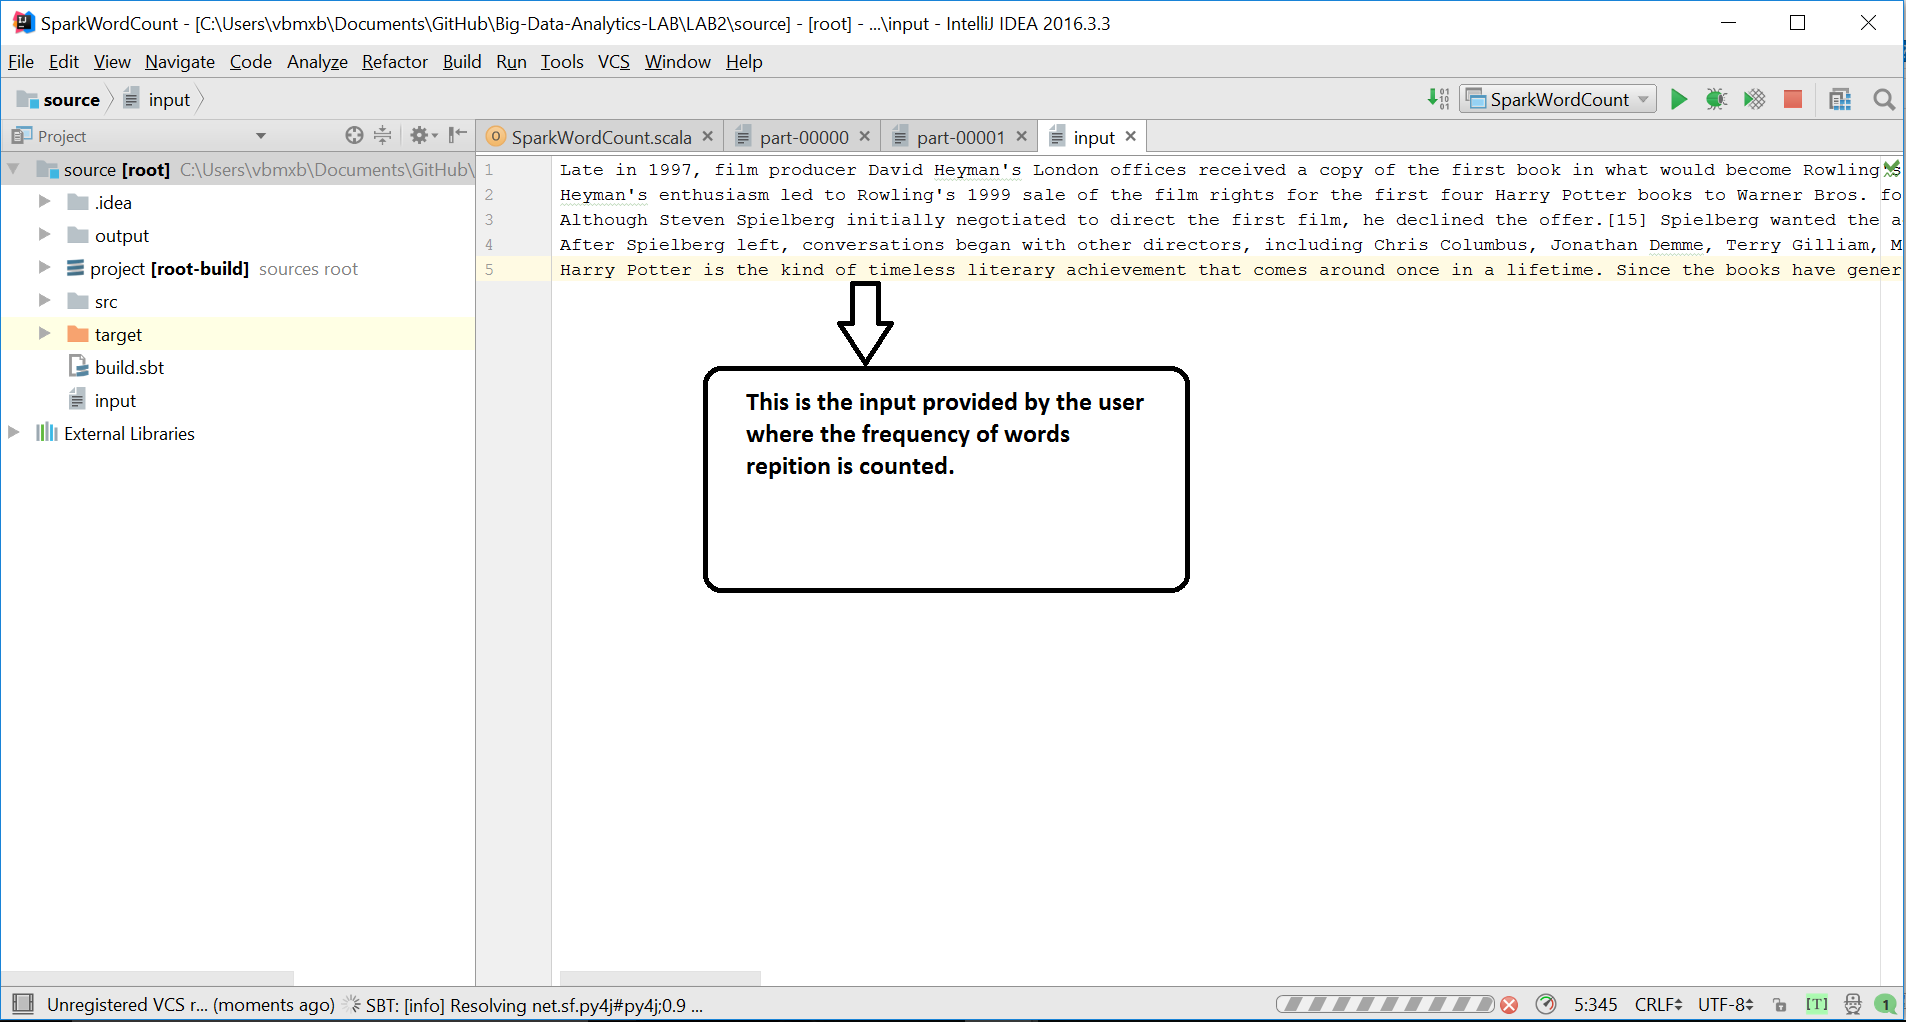 SparkWordCount - [C:\Users\vbmxb\Documents\GitHub\Big-Data-Analytics-LAB\LAB2\source] - [root] - ...\input - IntelliJ IDEA 2016.3.3
File Edit View Navigate Code Analyze Refactor Build Run Tools VCS Window Help
source input
SparkWordCount
Project
SparkWordCount.scala part-00000 part-00001 input
source [root] C:\Users\vbmxb\Documents\GitHub\
.idea
output
project [root-build] sources root
src
target
build.sbt
input
External Libraries
1 Late in 1997, film producer David Heyman's London offices received a copy of the first book in what would become Rowling's
2 Heyman's enthusiasm led to Rowling's 1999 sale of the film rights for the first four Harry Potter books to Warner Bros. fo
3 Although Steven Spielberg initially negotiated to direct the first film, he declined the offer.[15] Spielberg wanted the a
4 After Spielberg left, conversations began with other directors, including Chris Columbus, Jonathan Demme, Terry Gilliam, M
5 Harry Potter is the kind of timeless literary achievement that comes around once in a lifetime. Since the books have gener
This is the input provided by the user
where the frequency of words
repition is counted.
Unregistered VCS r... (moments ago) SBT: [info] Resolving net.sf.py4j#py4j;0.9 ... 5:345 CRLF UTF-8 [T] 1